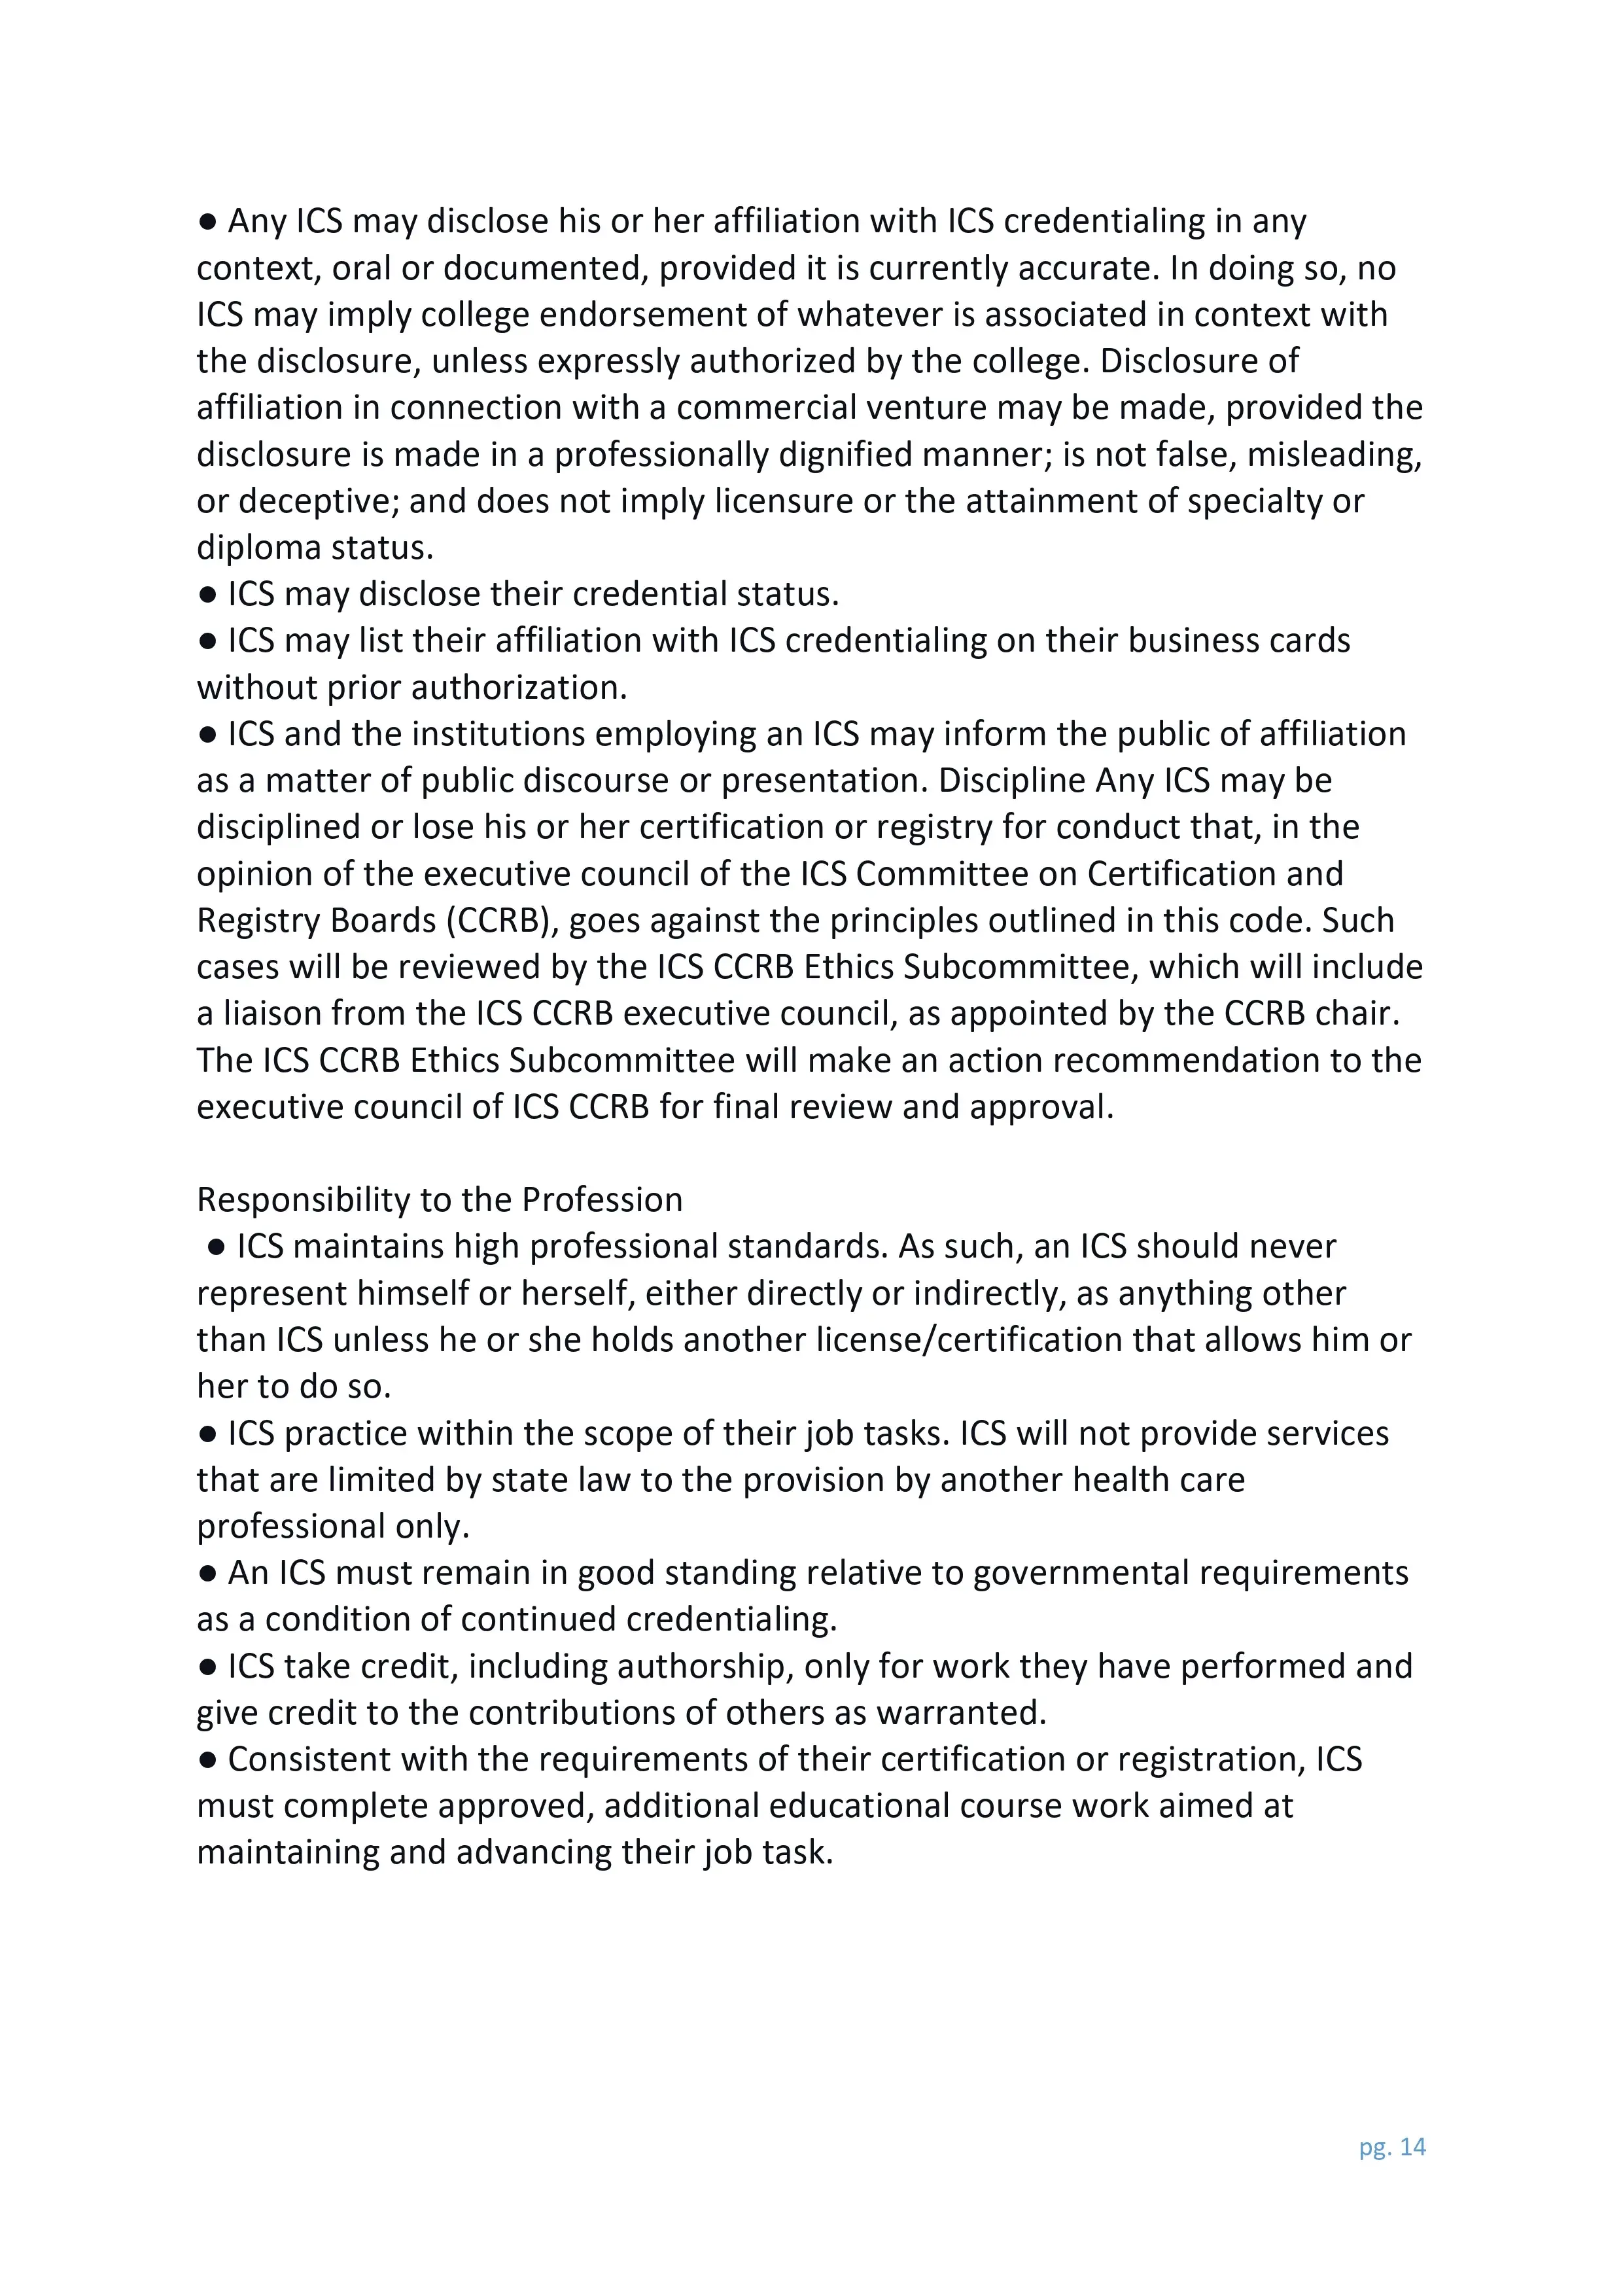 ● Any ICS may disclose his or her affiliation with ICS credentialing in any
context, oral or documented, provided it is currently accurate. In doing so, no
ICS may imply college endorsement of whatever is associated in context with
the disclosure, unless expressly authorized by the college. Disclosure of
affiliation in connection with a commercial venture may be made, provided the
disclosure is made in a professionally dignified manner; is not false, misleading,
or deceptive; and does not imply licensure or the attainment of specialty or
diploma status.
● ICS may disclose their credential status.
● ICS may list their affiliation with ICS credentialing on their business cards
without prior authorization.
● ICS and the institutions employing an ICS may inform the public of affiliation
as a matter of public discourse or presentation. Discipline Any ICS may be
disciplined or lose his or her certification or registry for conduct that, in the
opinion of the executive council of the ICS Committee on Certification and
Registry Boards (CCRB), goes against the principles outlined in this code. Such
cases will be reviewed by the ICS CCRB Ethics Subcommittee, which will include
a liaison from the ICS CCRB executive council, as appointed by the CCRB chair.
The ICS CCRB Ethics Subcommittee will make an action recommendation to the
executive council of ICS CCRB for final review and approval.

Responsibility to the Profession
● ICS maintains high professional standards. As such, an ICS should never
represent himself or herself, either directly or indirectly, as anything other
than ICS unless he or she holds another license/certification that allows him or
her to do so.
● ICS practice within the scope of their job tasks. ICS will not provide services
that are limited by state law to the provision by another health care
professional only.
● An ICS must remain in good standing relative to governmental requirements
as a condition of continued credentialing.
● ICS take credit, including authorship, only for work they have performed and
give credit to the contributions of others as warranted.
● Consistent with the requirements of their certification or registration, ICS
must complete approved, additional educational course work aimed at
maintaining and advancing their job task.
pg. 14